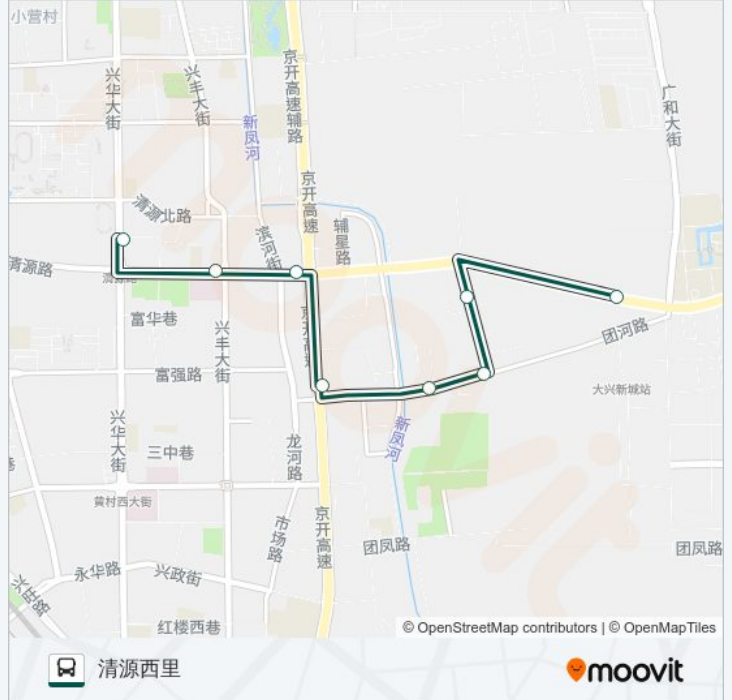 小营村
兴华大街
兴丰大街
京开高速辅路
新凤河
广和大街
京开高速
清源北路
滨河街
辅星路
清源路
富华巷
兴丰大街
团河路
富强路
大兴新城站
兴华大街
龙河路
新凤河
三中巷
黄村西大街
京开高速
市场路
团凤路
团凤路
永华路
兴政街
兴旺路
红楼西巷
© OpenStreetMap contributors | © OpenMapTiles
清源西里
moovit